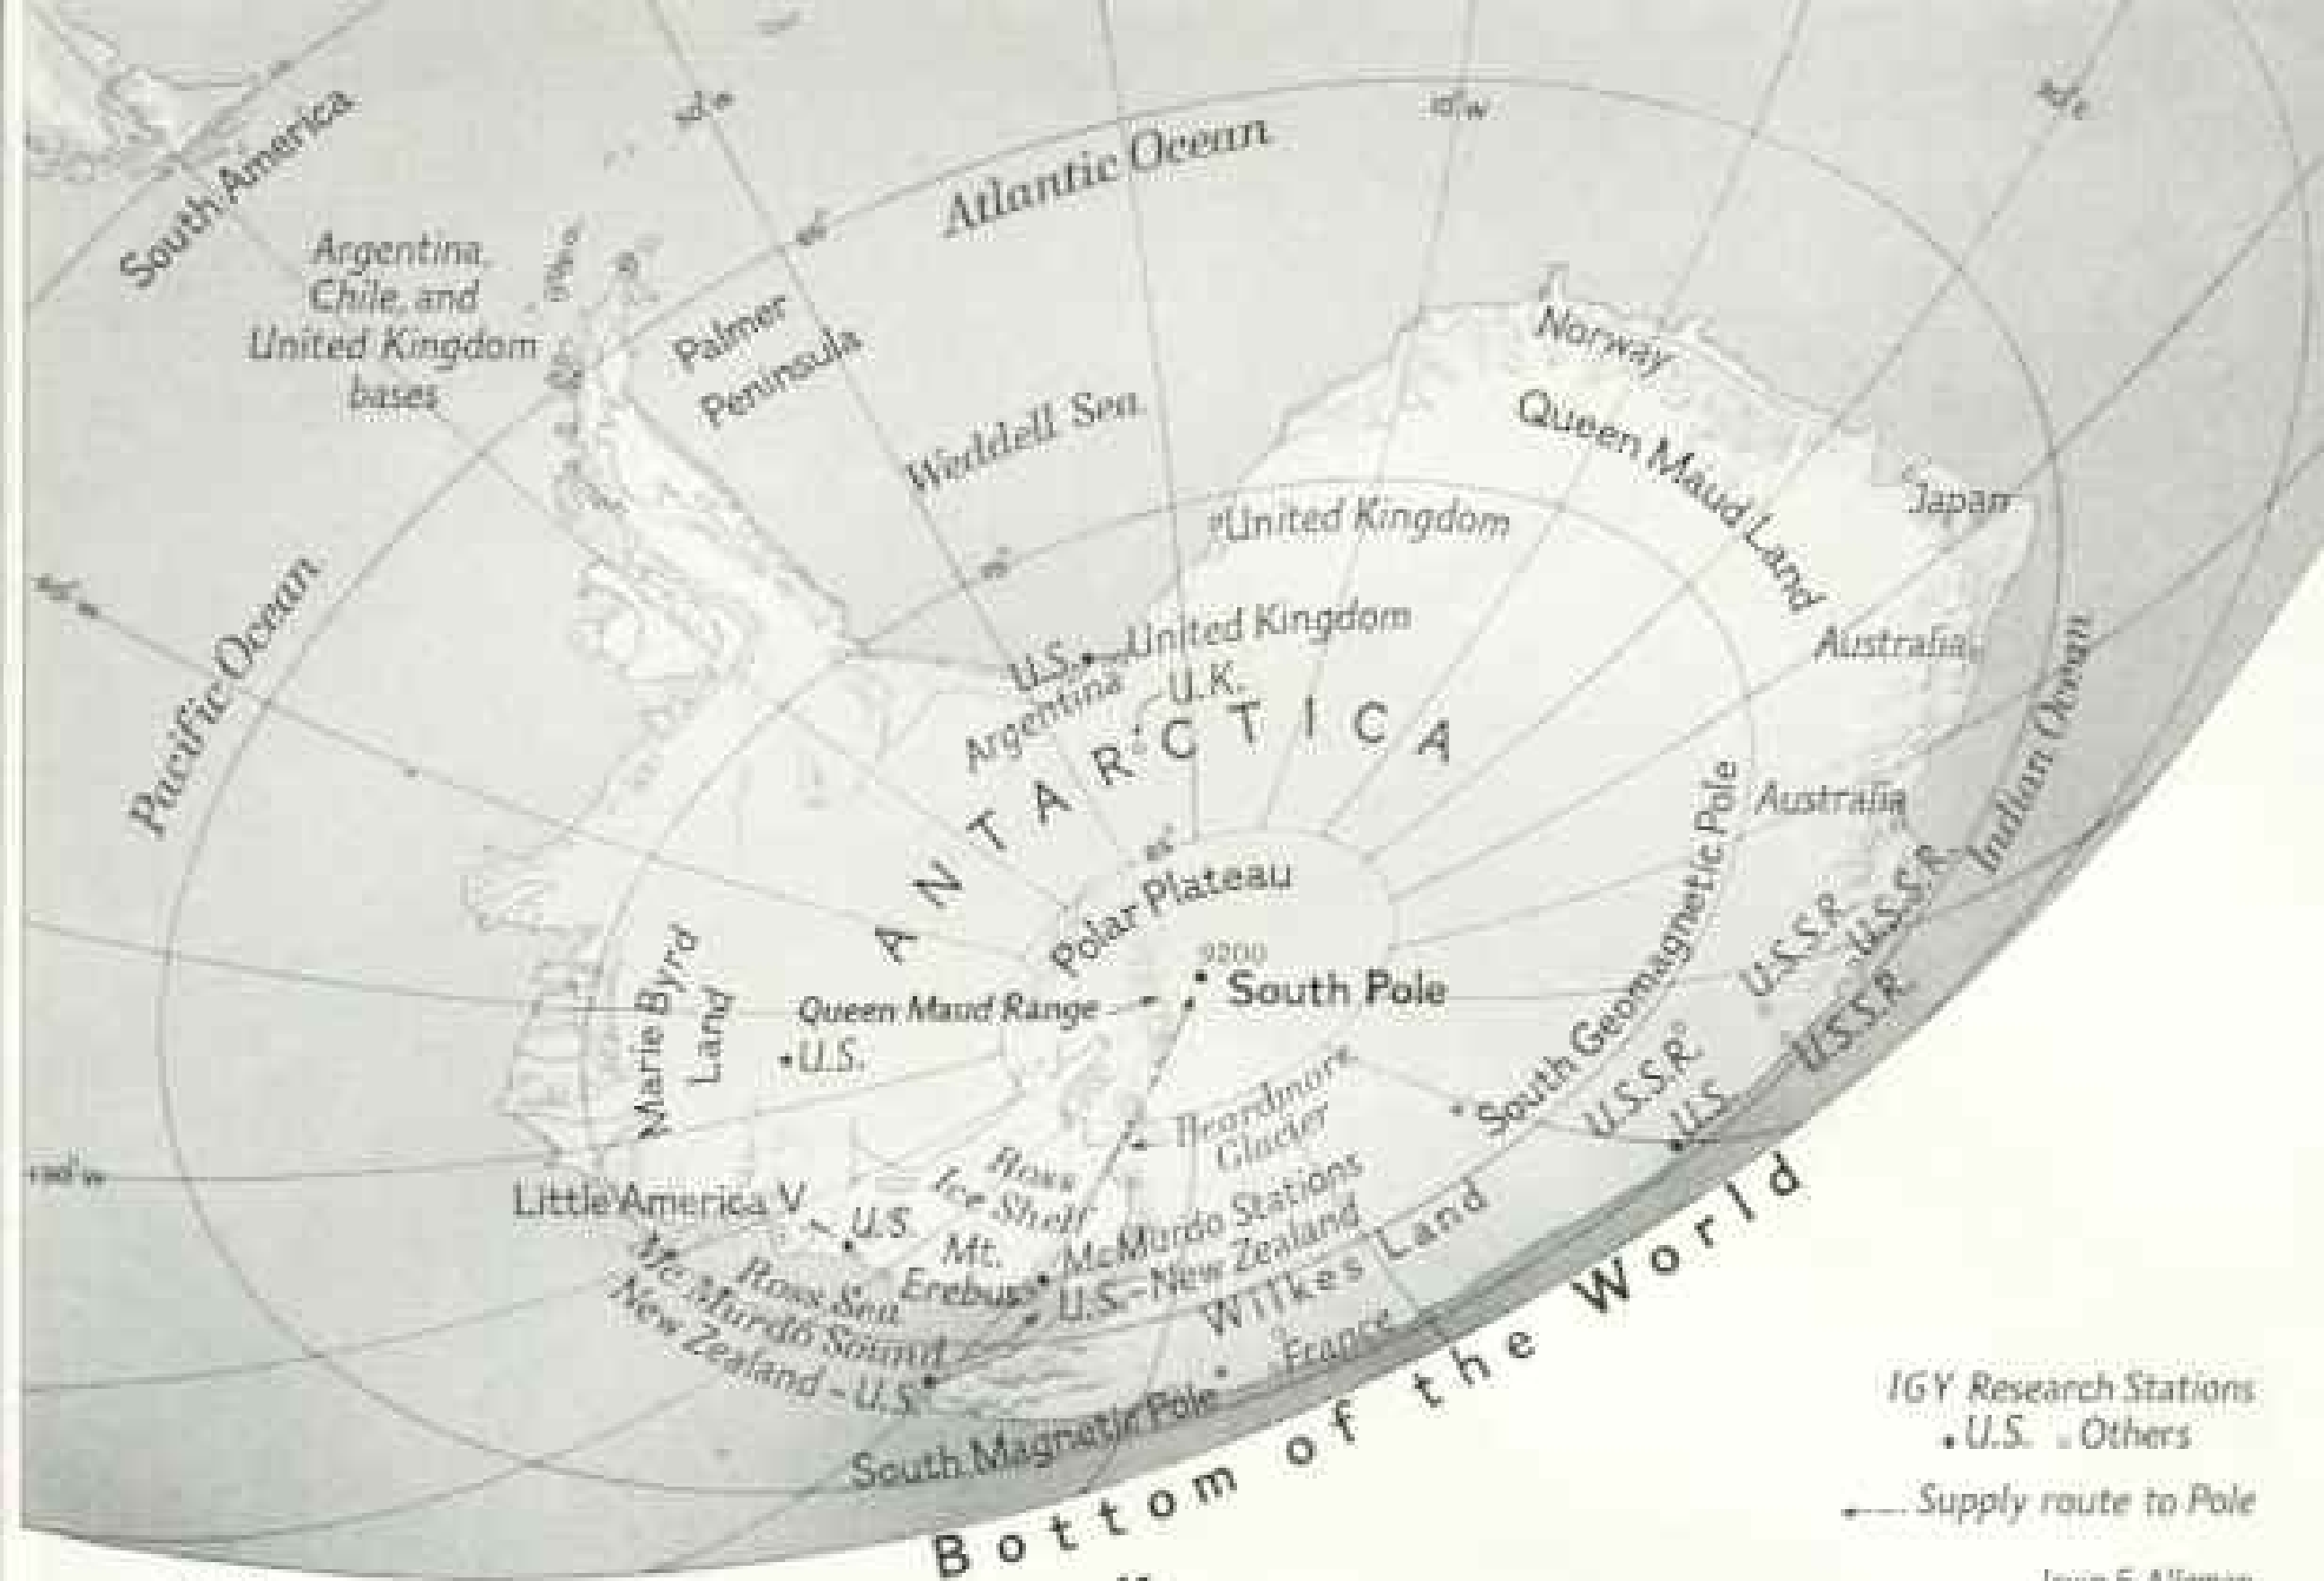 South America
Atlantic Ocean
Argentina,
Chile, and
United Kingdom
bases
Palmer
Peninsula
Weddell Sea
Norway
Queen Maud Land
Japan
United Kingdom
Pacific Ocean
U.S.
United Kingdom
Argentina
U.K.
ANTARCTICA
Australia
Australia
Indian Ocean
Polar Plateau
9200
South Pole
Queen Maud Range
Marie Byrd
Land
U.S.
South Geomagnetic Pole
U.S.S.R.
U.S.S.R.
U.S.S.R.
U.S.S.R.
U.S.
Beardmore
Glacier
Ross
Ice Shelf
Little America V
U.S.
Mt.
Erebus
McMurdo Stations
U.S.–New Zealand
Wilkes Land
Ross Sea
McMurdo Sound
New Zealand – U.S.
France
South Magnetic Pole
Bottom of the World
IGY Research Stations
U.S. Others
Supply route to Pole